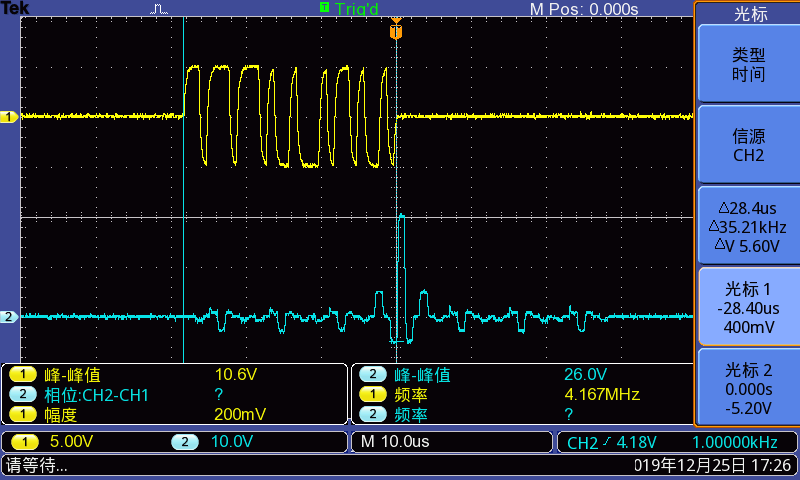 Tek T Trig'd M Pos: 0.000s 光标
T
类型
时间
1
信源
CH2
△28.4us
△35.21kHz
△V 5.60V
光标 1
-28.40us
400mV
2
光标 2
0.000s
-5.20V
1 峰-峰值 10.6V
2 相位:CH2-CH1 ?
1 幅度 200mV
2 峰-峰值 26.0V
1 频率 4.167MHz
2 频率 ?
1 5.00V 2 10.0V M 10.0us CH2 4.18V 1.00000kHz
请等待... 019年12月25日 17:26